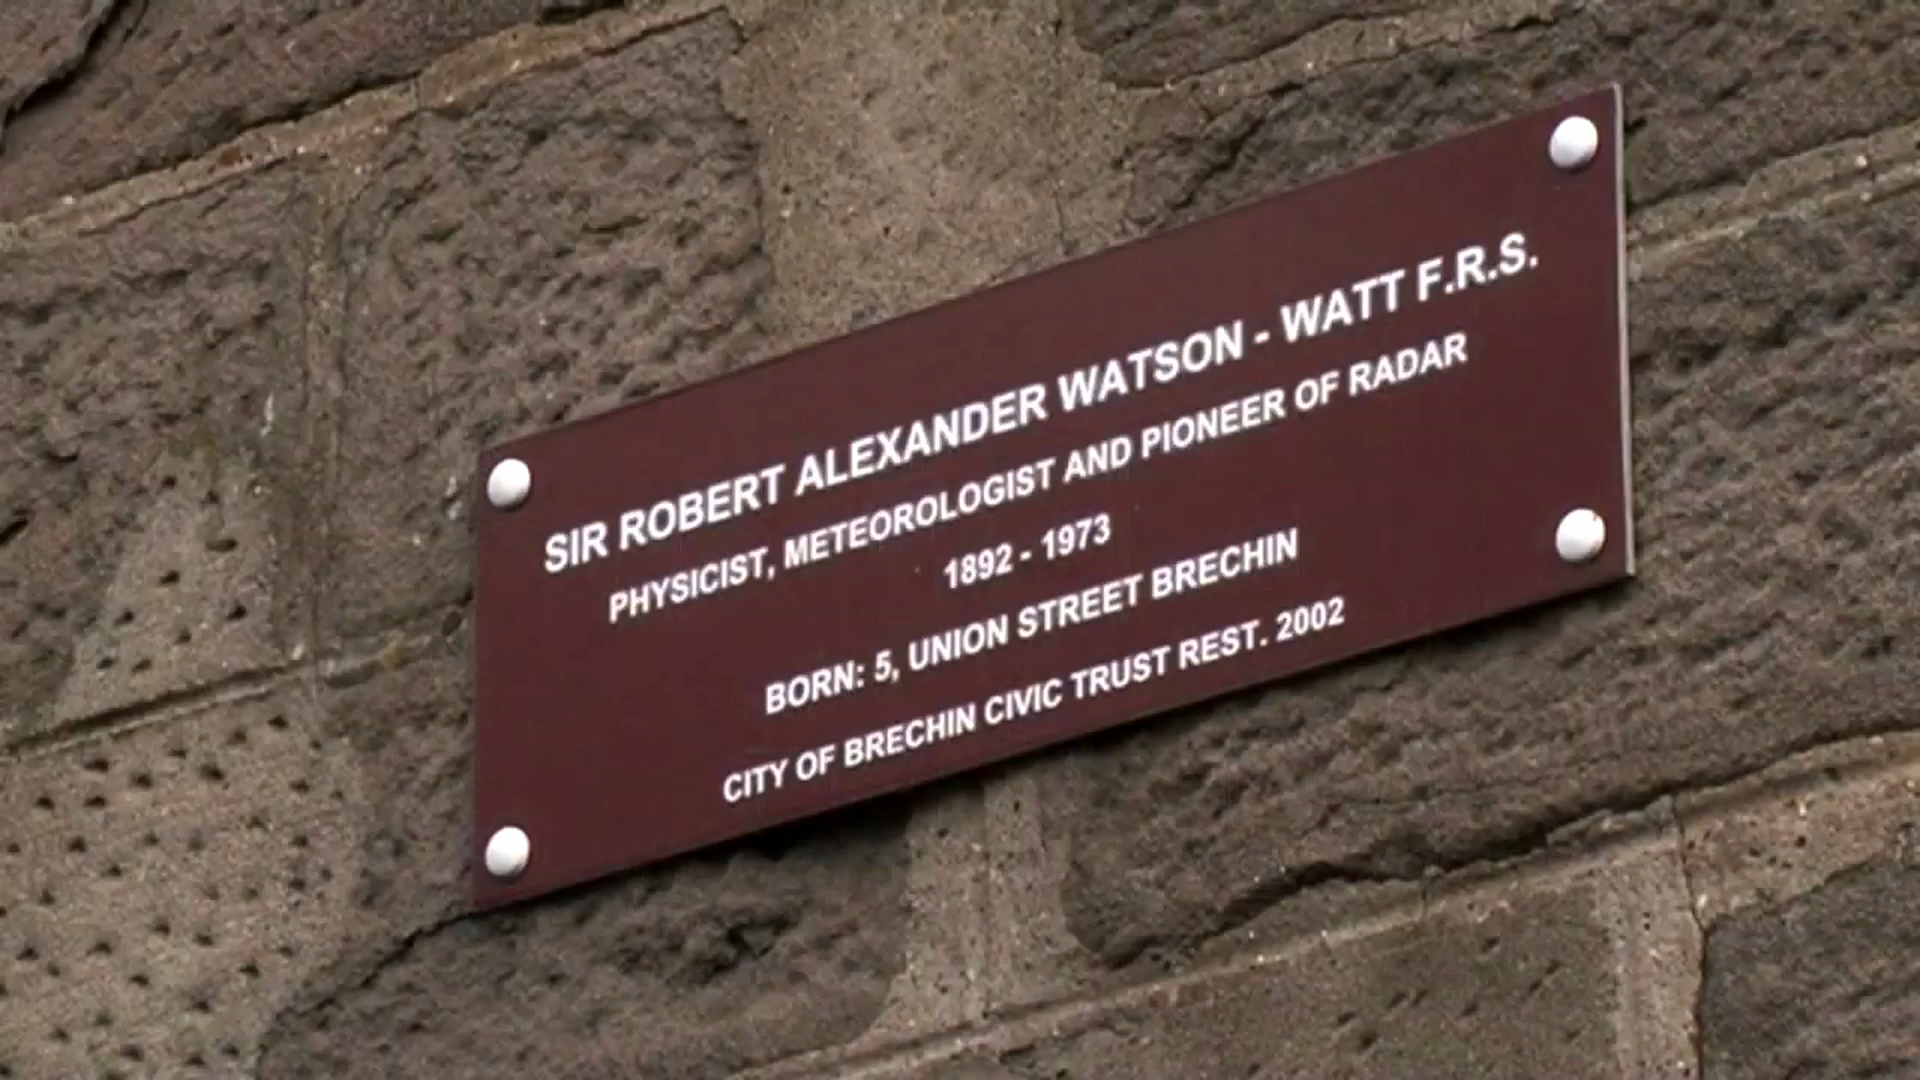 SIR ROBERT ALEXANDER WATSON - WATT F.R.S.
PHYSICIST, METEOROLOGIST AND PIONEER OF RADAR
1892 - 1973
BORN: 5, UNION STREET BRECHIN
CITY OF BRECHIN CIVIC TRUST REST. 2002